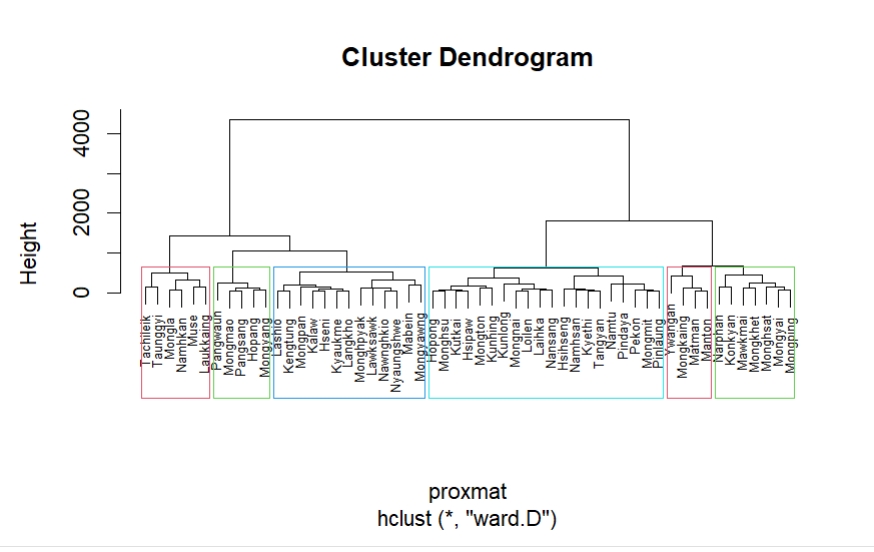 Cluster Dendrogram
Height
0 2000 4000
Tachileik
Taunggyi
Mongla
Namhkan
Muse
Laukkaing
Pangwaun
Mongmao
Pangsang
Hopang
Mongyang
Lashio
Kengtung
Mongpan
Kalaw
Hseni
Kyaukme
Langkho
Monghpyak
Lawksawk
Nawnghkio
Nyaungshwe
Mabein
Mongyawng
Hopong
Monghsu
Kutkai
Hsipaw
Mongton
Kunhing
Kunlong
Mongnai
Loilen
Laihka
Nansang
Hsihseng
Namhsan
Kyethi
Tangyan
Namtu
Pindaya
Pekon
Mongmit
Pinlaung
Ywangan
Mongkaing
Matman
Manton
Narphan
Konkyan
Mawkmai
Mongkhet
Monghsat
Mongyai
Mongping
proxmat
hclust (*, "ward.D")